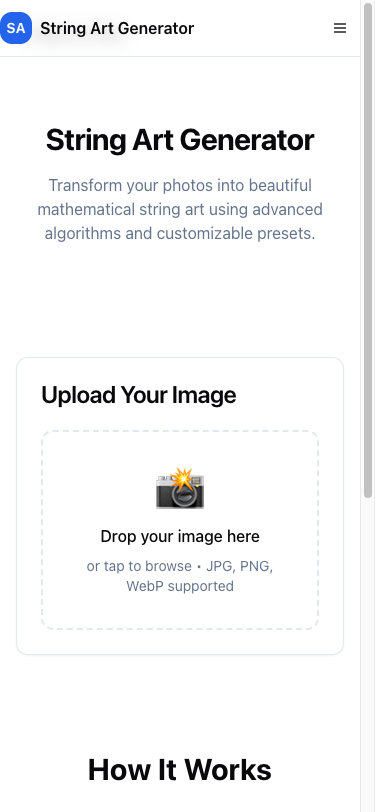 SA String Art Generator
String Art Generator
Transform your photos into beautiful
mathematical string art using advanced
algorithms and customizable presets.
Upload Your Image
Drop your image here
or tap to browse • JPG, PNG,
WebP supported
How It Works